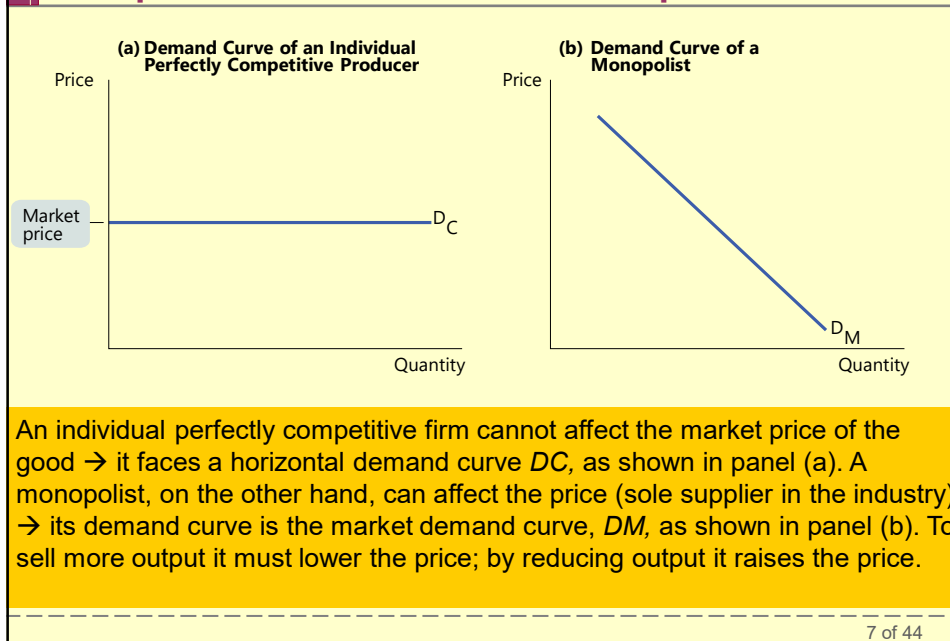 (a) Demand Curve of an Individual
Perfectly Competitive Producer
Price
Market
price
D C
Quantity
(b) Demand Curve of a
Monopolist
Price
D M
Quantity
An individual perfectly competitive firm cannot affect the market price of the
good → it faces a horizontal demand curve DC, as shown in panel (a). A
monopolist, on the other hand, can affect the price (sole supplier in the industry)
→ its demand curve is the market demand curve, DM, as shown in panel (b). To
sell more output it must lower the price; by reducing output it raises the price.
7 of 44